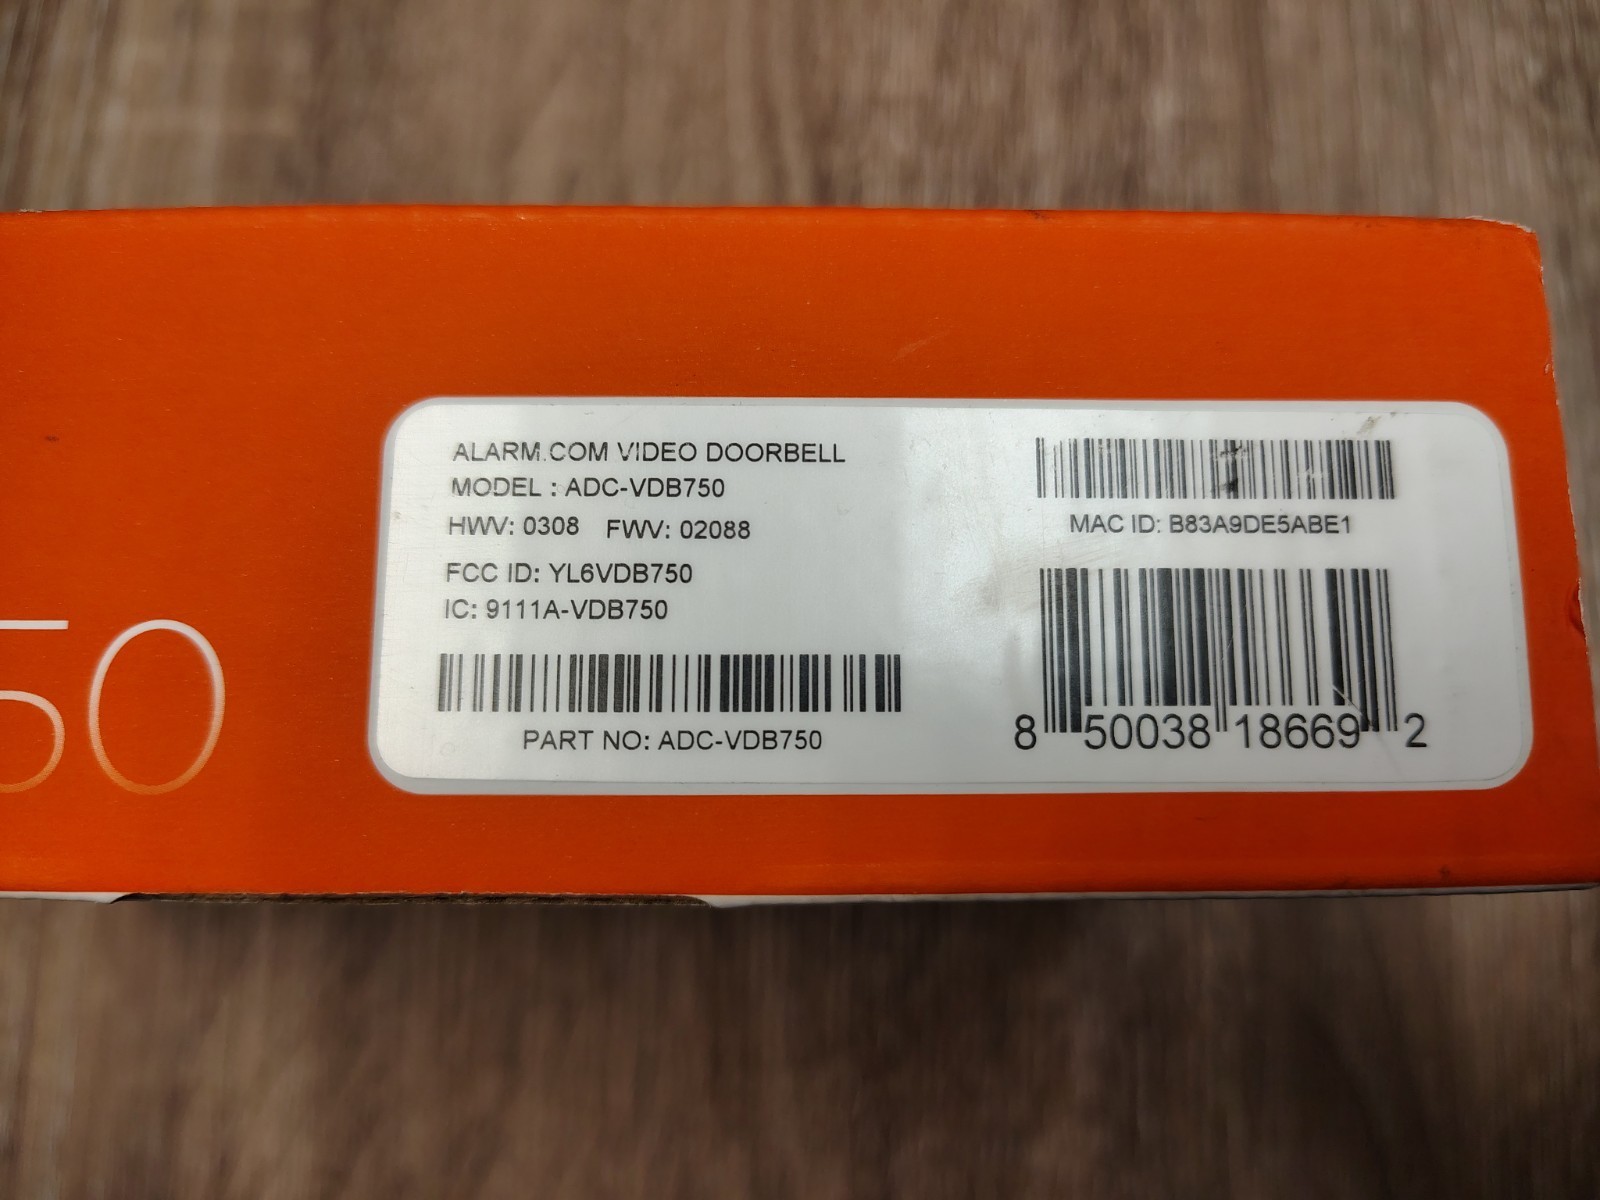 50
ALARM.COM VIDEO DOORBELL
MODEL : ADC-VDB750
HWV: 0308 FWV: 02088
FCC ID: YL6VDB750
IC: 9111A-VDB750
PART NO: ADC-VDB750
MAC ID: B83A9DE5ABE1
8 50038 18669 2